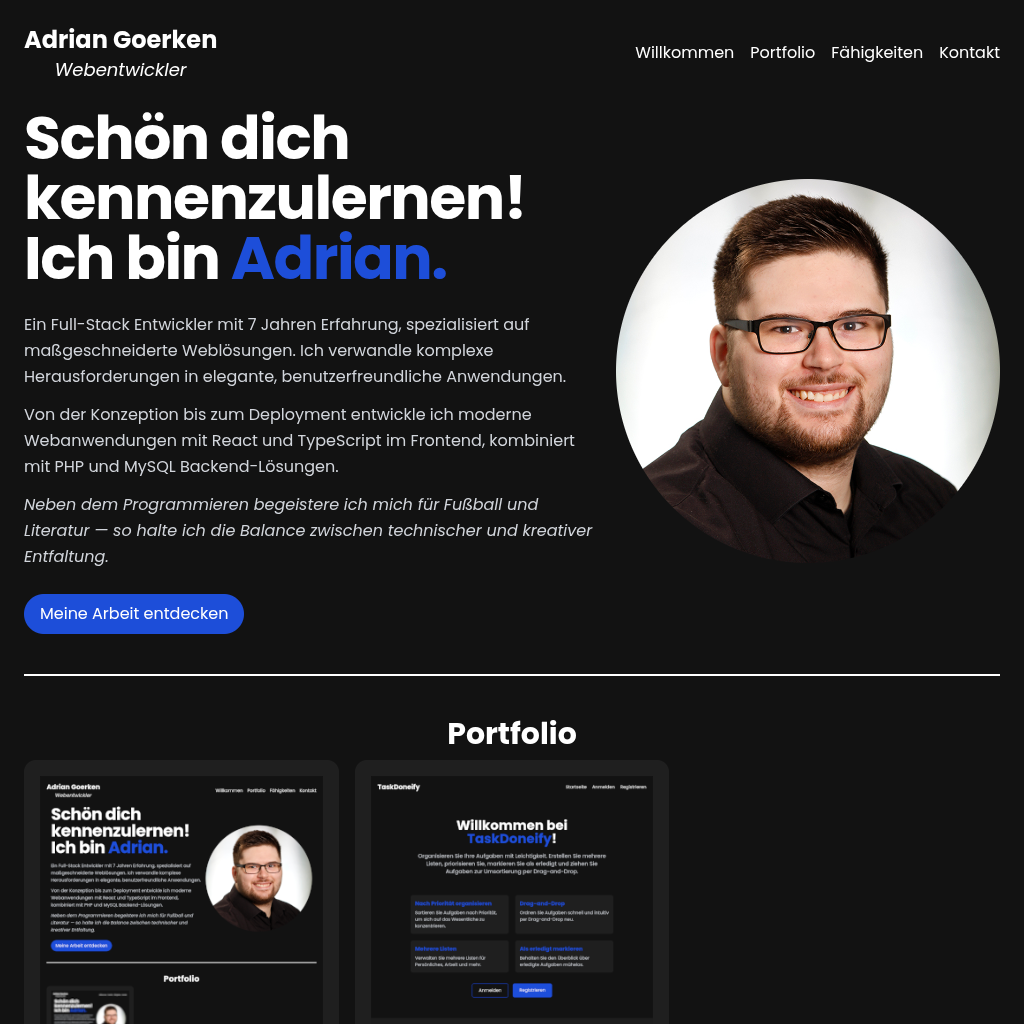 Adrian Goerken
Webentwickler
Willkommen Portfolio Fähigkeiten Kontakt
Schön dich
kennenzulernen!
Ich bin Adrian.
Ein Full-Stack Entwickler mit 7 Jahren Erfahrung, spezialisiert auf
maßgeschneiderte Weblösungen. Ich verwandle komplexe
Herausforderungen in elegante, benutzerfreundliche Anwendungen.
Von der Konzeption bis zum Deployment entwickle ich moderne
Webanwendungen mit React und TypeScript im Frontend, kombiniert
mit PHP und MySQL Backend-Lösungen.
Neben dem Programmieren begeistere ich mich für Fußball und
Literatur — so halte ich die Balance zwischen technischer und kreativer
Entfaltung.
Meine Arbeit entdecken
Portfolio
Adrian Goerken
Webentwickler
Willkommen Portfolio Fähigkeiten Kontakt
Schön dich
kennenzulernen!
Ich bin Adrian.
Ein Full-Stack Entwickler mit 7 Jahren Erfahrung, spezialisiert auf
maßgeschneiderte Weblösungen. Ich verwandle komplexe
Herausforderungen in elegante, benutzerfreundliche Anwendungen.
Von der Konzeption bis zum Deployment entwickle ich moderne
Webanwendungen mit React und TypeScript im Frontend,
kombiniert mit PHP und MySQL Backend-Lösungen.
Neben dem Programmieren begeistere ich mich für Fußball und
Literatur — so halte ich die Balance zwischen technischer und
kreativer Entfaltung.
Meine Arbeit entdecken
Portfolio
TaskDoneify
Startseite Anmelden Registrieren
Willkommen bei
TaskDoneify!
Organisieren Sie Ihre Aufgaben mit Leichtigkeit. Erstellen Sie mehrere
Listen, priorisieren Sie, markieren Sie als erledigt und ziehen Sie
Aufgaben zur Umsortierung per Drag-and-Drop.
Nach Priorität organisieren
Sortieren Sie Aufgaben nach Priorität,
um sich auf das Wesentliche zu
konzentrieren.
Drag-and-Drop
Ordnen Sie Aufgaben schnell und intuitiv
per Drag-and-Drop neu.
Mehrere Listen
Verwalten Sie mehrere Listen für
Persönliches, Arbeit und mehr.
Als erledigt markieren
Behalten Sie den Überblick über
erledigte Aufgaben mühelos.
Anmelden
Registrieren